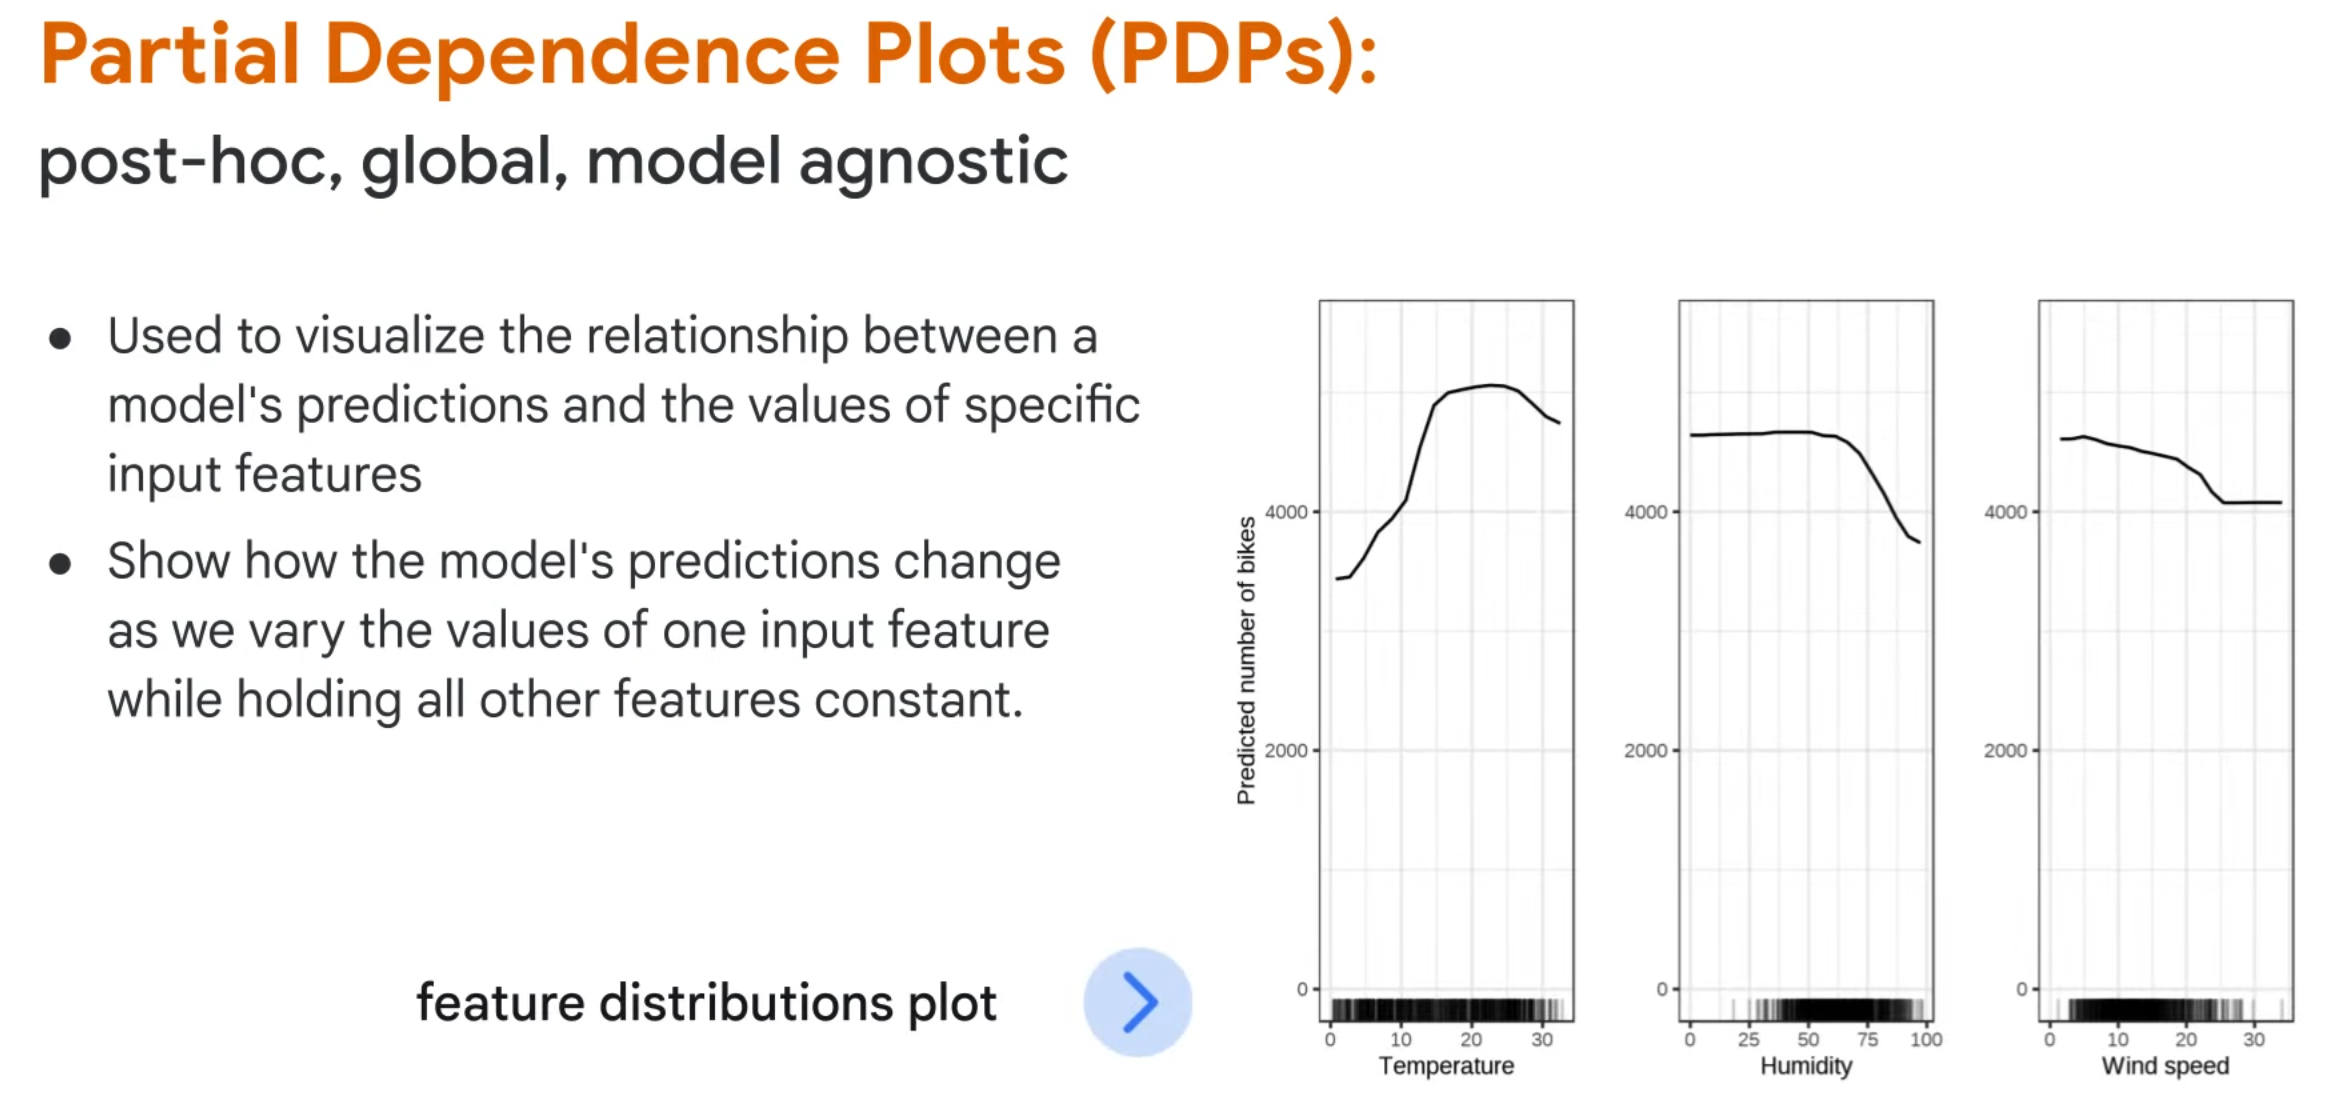 Partial Dependence Plots (PDPs):
post-hoc, global, model agnostic
● Used to visualize the relationship between a
model's predictions and the values of specific
input features
● Show how the model's predictions change
as we vary the values of one input feature
while holding all other features constant.
feature distributions plot
Predicted number of bikes
4000
2000
0
0 10 20 30
Temperature
4000
2000
0
0 25 50 75 100
Humidity
4000
2000
0
0 10 20 30
Wind speed